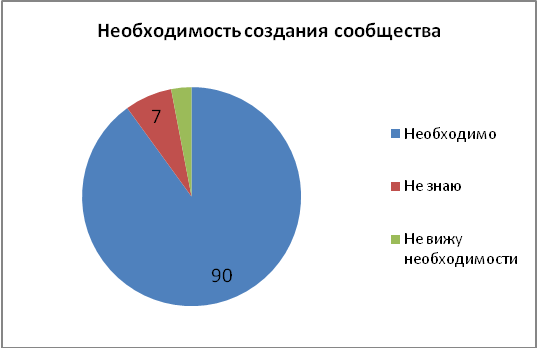 Необходимость создания сообщества
7
90
Необходимо
Не знаю
Не вижу
необходимости